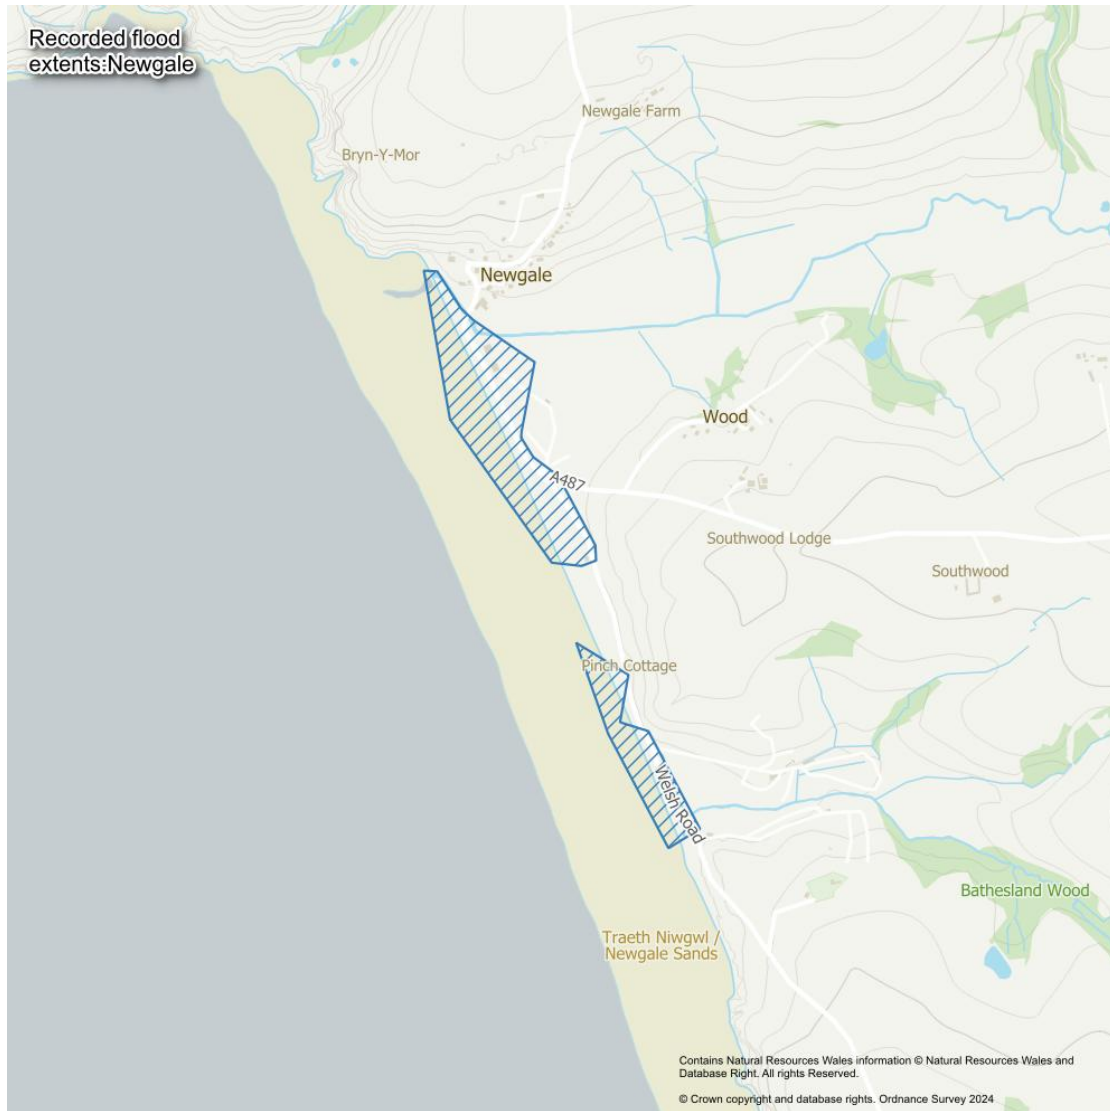 Recorded flood
extents:Newgale
Newgale Farm
Bryn-Y-Mor
Newgale
Wood
A487
Southwood Lodge
Southwood
Pinch Cottage
Welsh Road
Bathesland Wood
Traeth Niwgwl /
Newgale Sands
Contains Natural Resources Wales information © Natural Resources Wales and
Database Right. All rights Reserved.
© Crown copyright and database rights. Ordnance Survey 2024